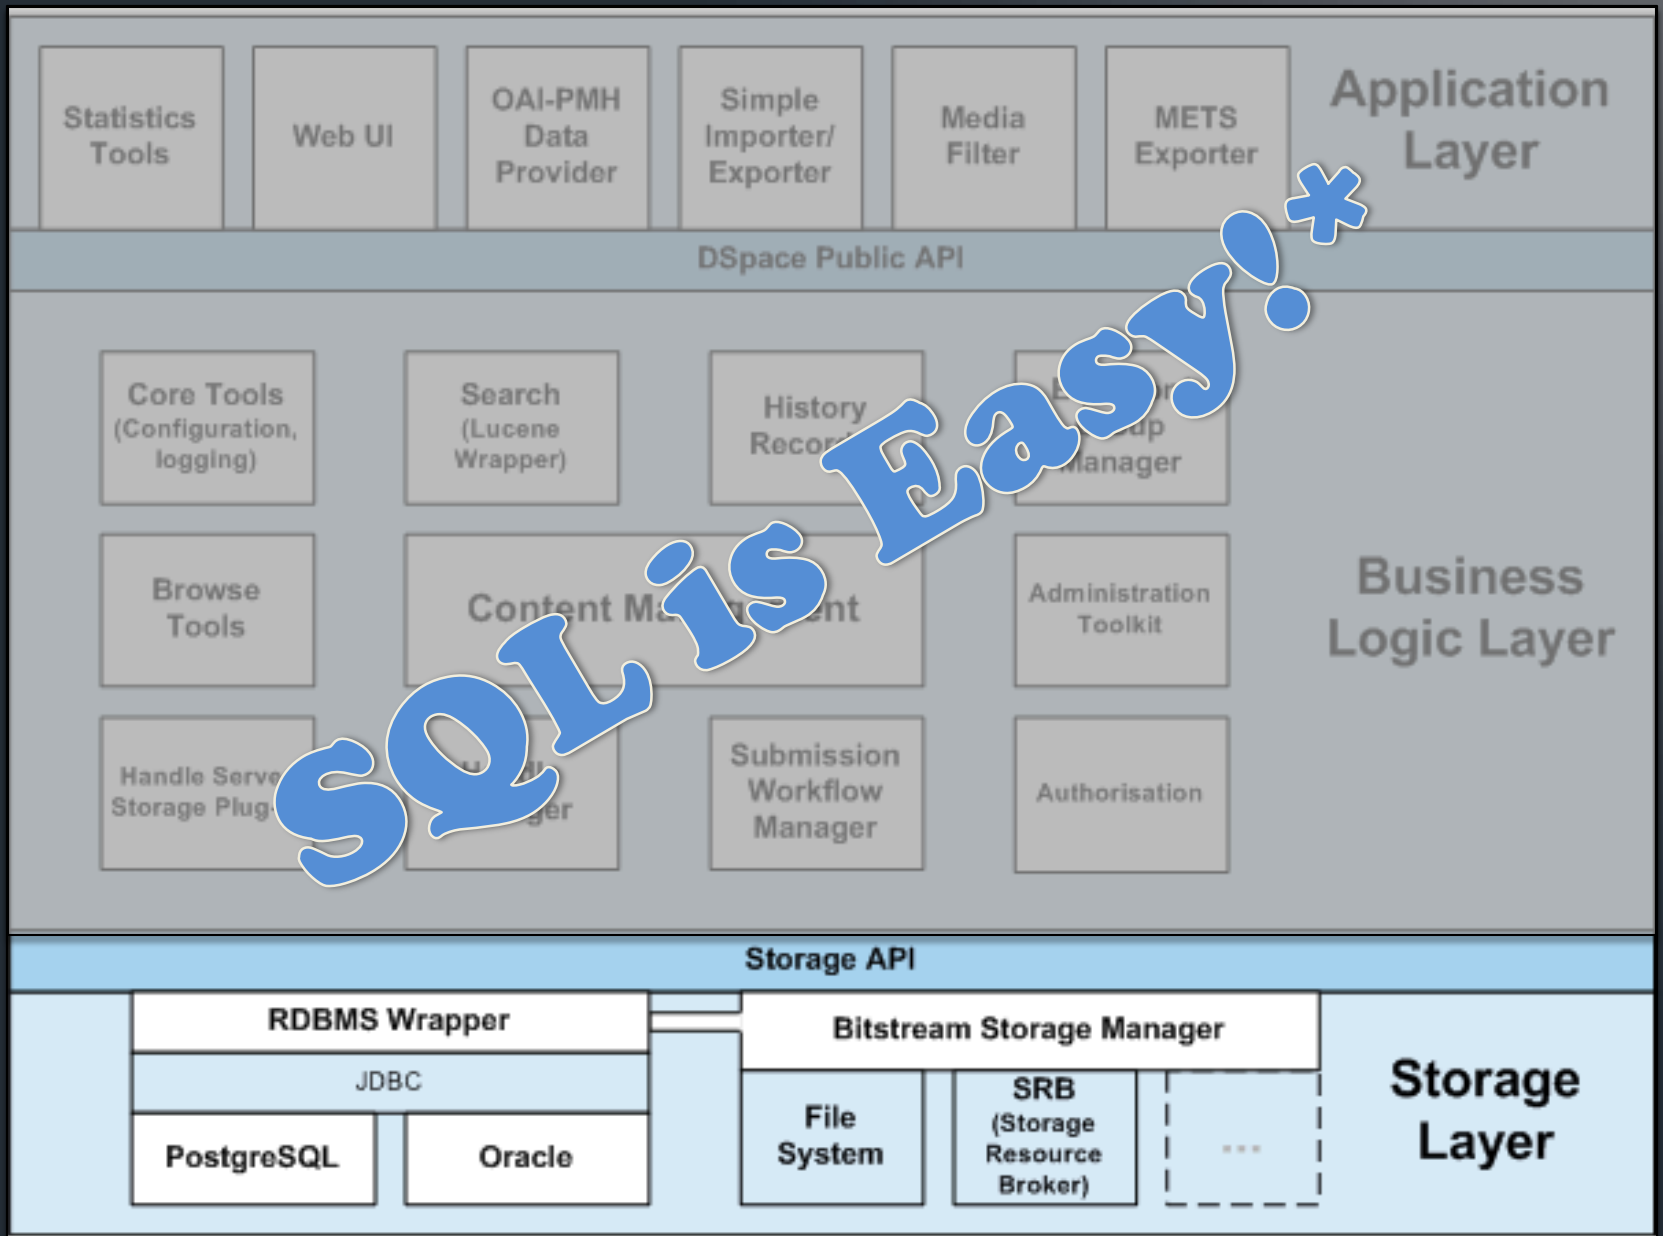 Statistics
Tools
Web UI
OAI-PMH
Data
Provider
Simple
Importer/
Exporter
Media
Filter
METS
Exporter
Application
Layer
DSpace Public API
Core Tools
(Configuration,
logging)
Search
(Lucene
Wrapper)
History
Manager
Browse
Tools
Administration
Toolkit
Business
Logic Layer
Content
Handle
Storage
Submission
Workflow
Manager
Authorisation
SQL is Easy!*
Storage API
RDBMS Wrapper
JDBC
PostgreSQL
Oracle
Bitstream Storage Manager
File
System
SRB
(Storage
Resource
Broker)
...
Storage
Layer